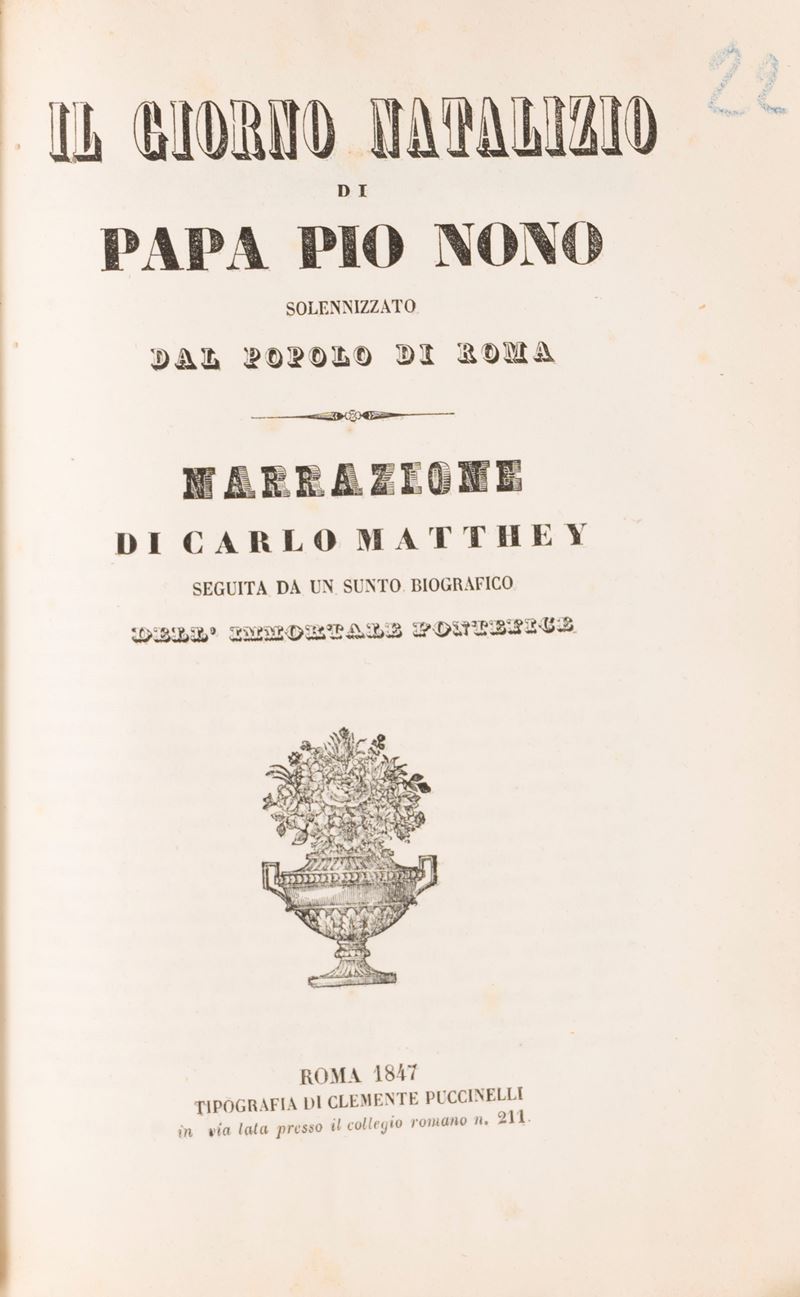 22
IL GIORNO NATALIZIO
DI
PAPA PIO NONO
SOLENNIZZATO
DAL POPOLO DI ROMA
NARRAZIONE
DI CARLO MATTHEY
SEGUITA DA UN SUNTO BIOGRAFICO
DELL' IMMORTALE PONTEFICE
ROMA 1847
TIPOGRAFIA DI CLEMENTE PUCCINELLI
in via lata presso il collegio romano n. 211.